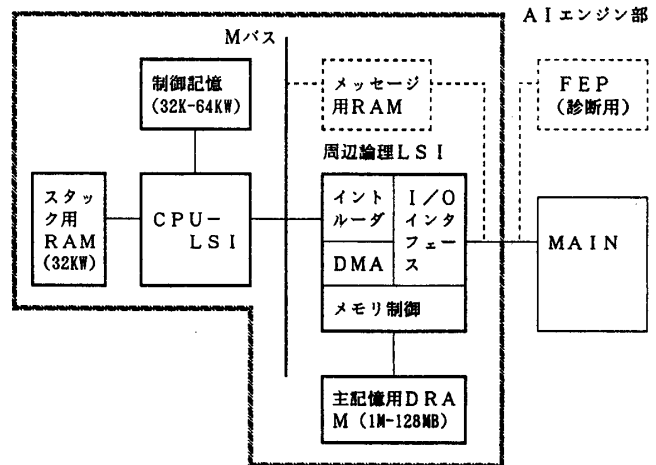 AIエンジン部
Mバス
制御記憶
(32K-64KW)
メッセージ
用RAM
FEP
(診断用)
周辺論理LSI
スタッ
ク用
RAM
(32KW)
CPU-
LSI
イント
ルーダ
I/O
インタ
フェー
ス
DMA
メモリ制御
MAIN
主記憶用DRA
M(1M-128MB)